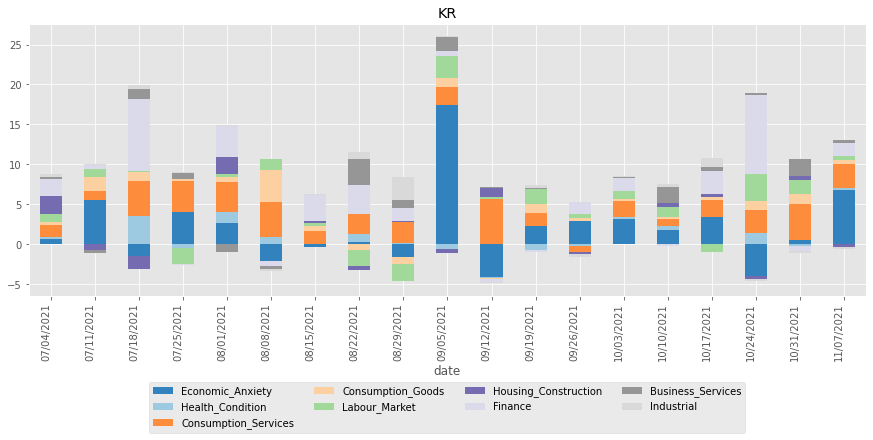 KR
25
20
15
10
5
0
−5
07/04/2021
07/11/2021
07/18/2021
07/25/2021
08/01/2021
08/08/2021
08/15/2021
08/22/2021
08/29/2021
09/05/2021
09/12/2021
09/19/2021
09/26/2021
10/03/2021
10/10/2021
10/17/2021
10/24/2021
10/31/2021
11/07/2021
date
Economic_Anxiety
Health_Condition
Consumption_Services
Consumption_Goods
Labour_Market
Housing_Construction
Finance
Business_Services
Industrial